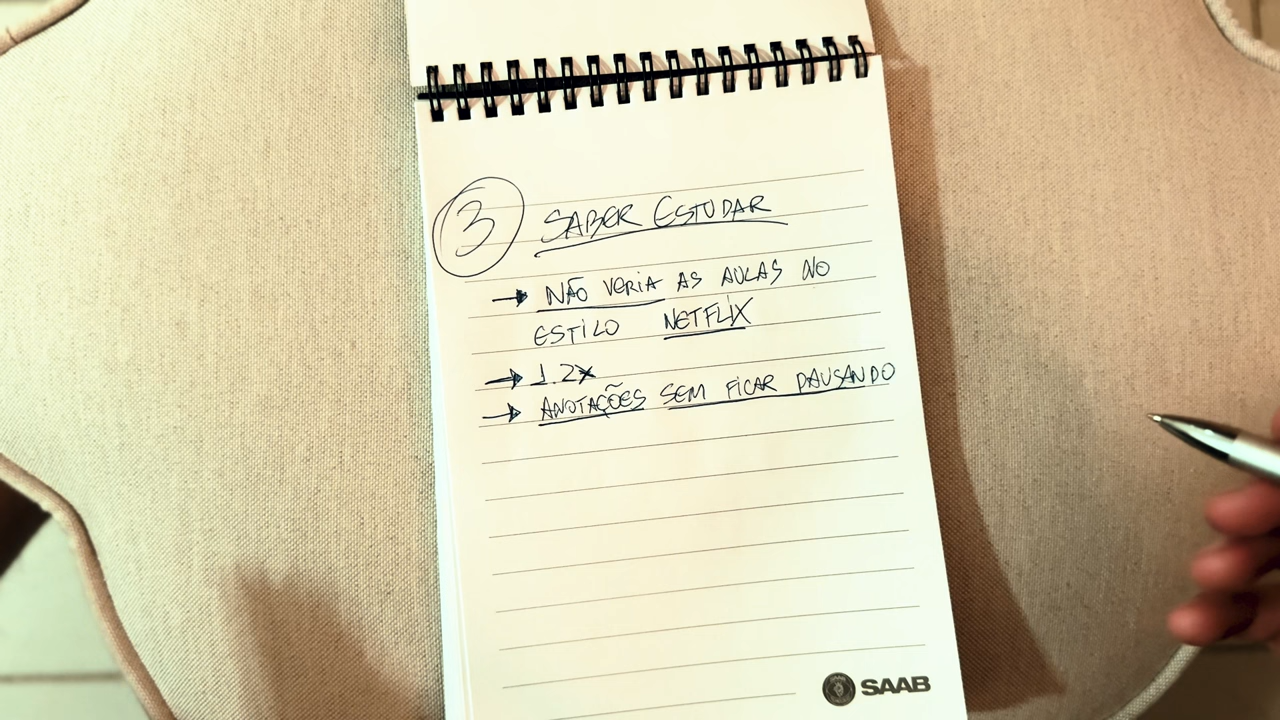 3 SABER ESTUDAR
→ NÃO VERIA AS AULAS NO
ESTILO NETFLIX
→ 1.2x
→ ANOTAÇÕES SEM FICAR PAUSANDO
SAAB